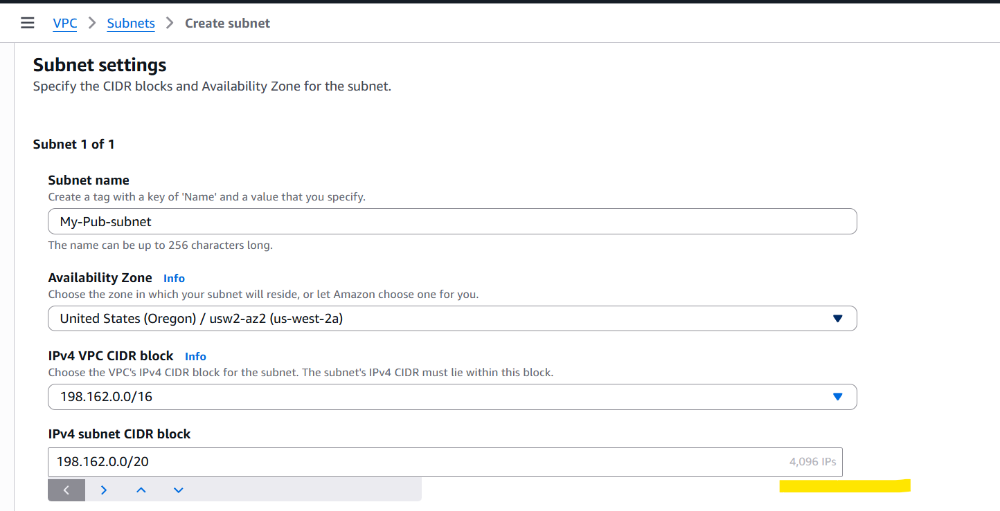 VPC > Subnets > Create subnet
Subnet settings
Specify the CIDR blocks and Availability Zone for the subnet.
Subnet 1 of 1
Subnet name
Create a tag with a key of 'Name' and a value that you specify.
My-Pub-subnet
The name can be up to 256 characters long.
Availability Zone Info
Choose the zone in which your subnet will reside, or let Amazon choose one for you.
United States (Oregon) / usw2-az2 (us-west-2a)
IPv4 VPC CIDR block Info
Choose the VPC's IPv4 CIDR block for the subnet. The subnet's IPv4 CIDR must lie within this block.
198.162.0.0/16
IPv4 subnet CIDR block
198.162.0.0/20 4,096 IPs